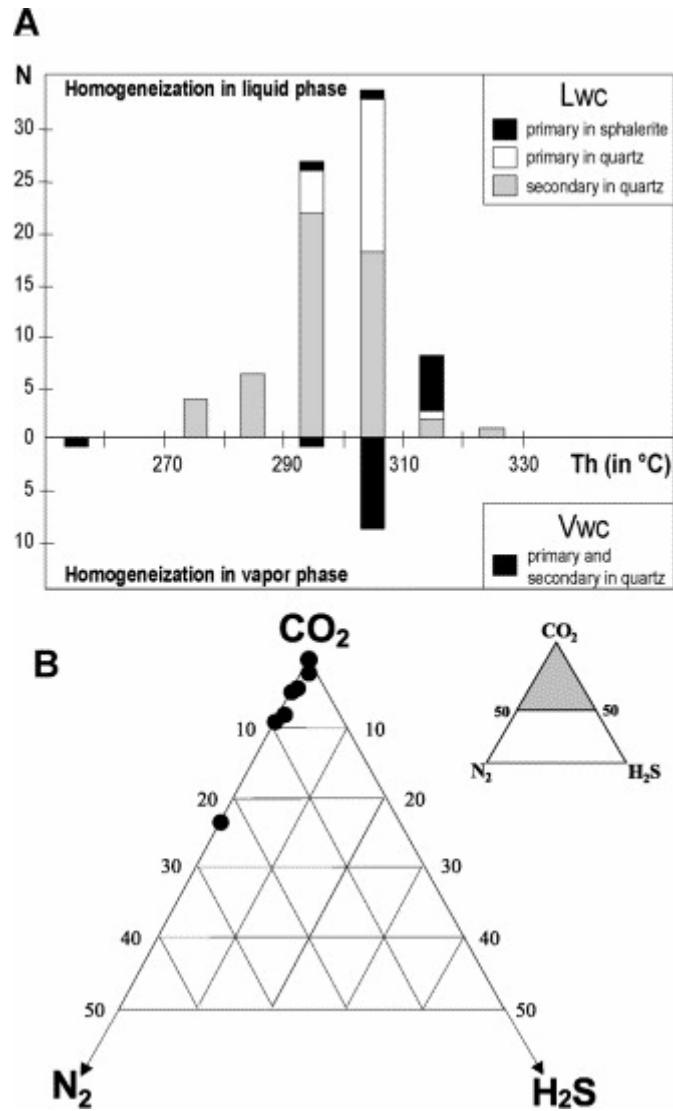 A
N
Homogeneization in liquid phase
Lwc
primary in sphalerite
primary in quartz
secondary in quartz
30
25
20
15
10
5
0
270 290 310 330 Th (in °C)
5
10
Vwc
primary and
secondary in quartz
Homogeneization in vapor phase
B
CO₂
CO₂
50 50
N₂ H₂S
10 10
20 20
30 30
40 40
50 50
N₂ H₂S